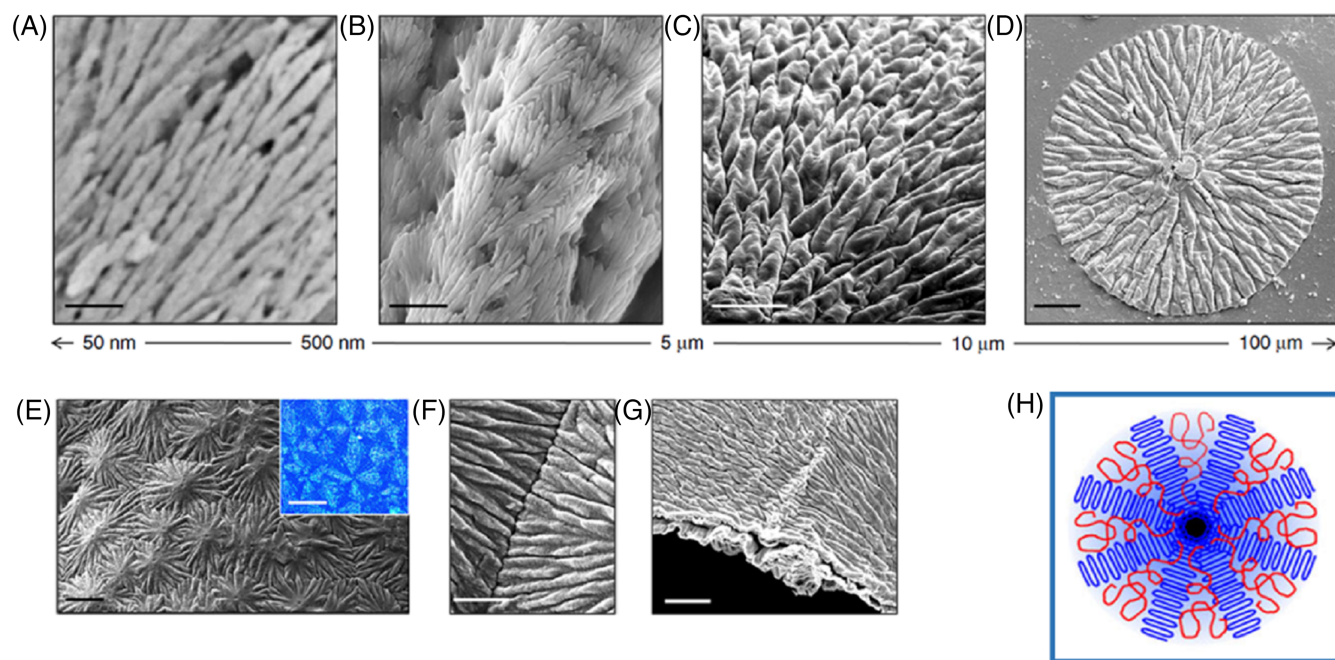 (A) (B) (C) (D)
50 nm 500 nm 5 μm 10 μm 100 μm
(E) (F) (G) (H)